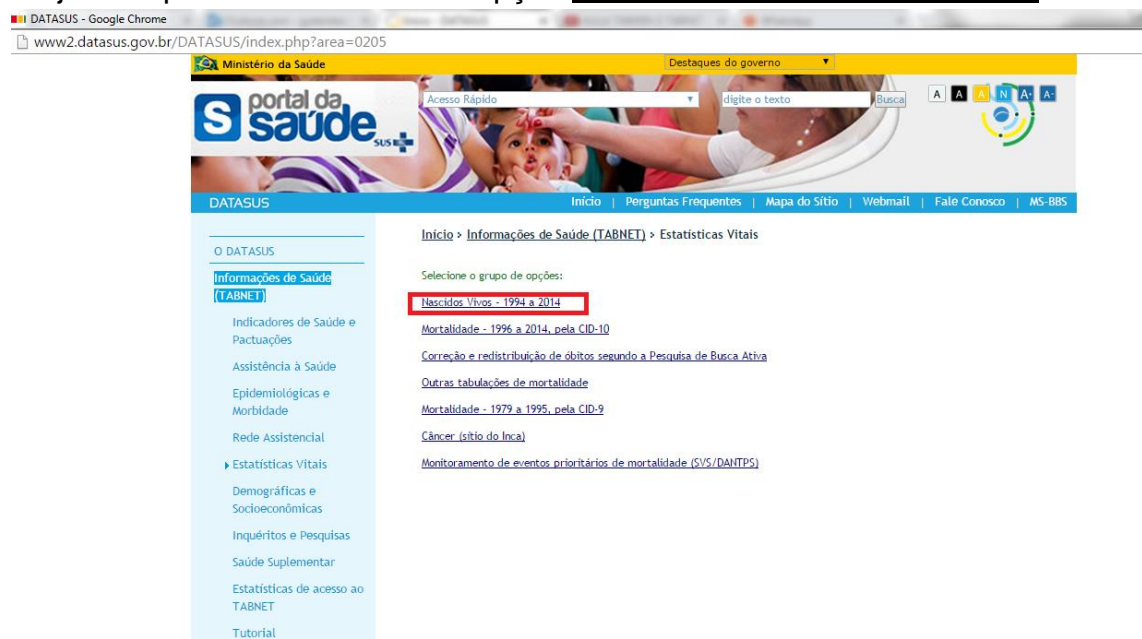 DATASUS - Google Chrome
www2.datasus.gov.br/DATASUS/index.php?area=0205
Ministério da Saúde
Destaques do governo
portal da
saúde
SUS
Acesso Rápido
digite o texto
Busca
A A A N A+ A-
DATASUS
Início | Perguntas Frequentes | Mapa do Sítio | Webmail | Fale Conosco | MS-BBS
Início > Informações de Saúde (TABNET) > Estatísticas Vitais
O DATASUS
Informações de Saúde
(TABNET)
Indicadores de Saúde e
Pactuações
Assistência à Saúde
Epidemiológicas e
Morbidade
Rede Assistencial
Estatísticas Vitais
Demográficas e
Socioeconômicas
Inquéritos e Pesquisas
Saúde Suplementar
Estatísticas de acesso ao
TABNET
Tutorial
Selecione o grupo de opções:
Nascidos Vivos - 1994 a 2014
Mortalidade - 1996 a 2014, pela CID-10
Correção e redistribuição de óbitos segundo a Pesquisa de Busca Ativa
Outras tabulações de mortalidade
Mortalidade - 1979 a 1995, pela CID-9
Câncer (sítio do Inca)
Monitoramento de eventos prioritários de mortalidade (SVS/DANTPS)